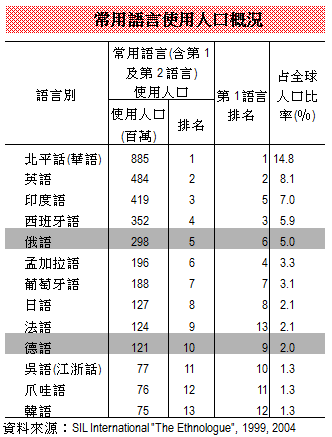 常用語言使用人口概況
語言別 常用語言(含第1及第2語言)使用人口 第1語言排名 占全球人口比率(%)
使用人口(百萬) 排名
北平話(華語) 885 1 1 14.8
英語 484 2 2 8.1
印度語 419 3 5 7.0
西班牙語 352 4 3 5.9
俄語 298 5 6 5.0
孟加拉語 196 6 4 3.3
葡萄牙語 188 7 7 3.1
日語 127 8 8 2.1
法語 124 9 13 2.1
德語 121 10 9 2.0
吳語(江浙話) 77 11 10 1.3
爪哇語 76 12 11 1.3
韓語 75 13 12 1.3
資料來源：SIL International "The Ethnologue", 1999, 2004